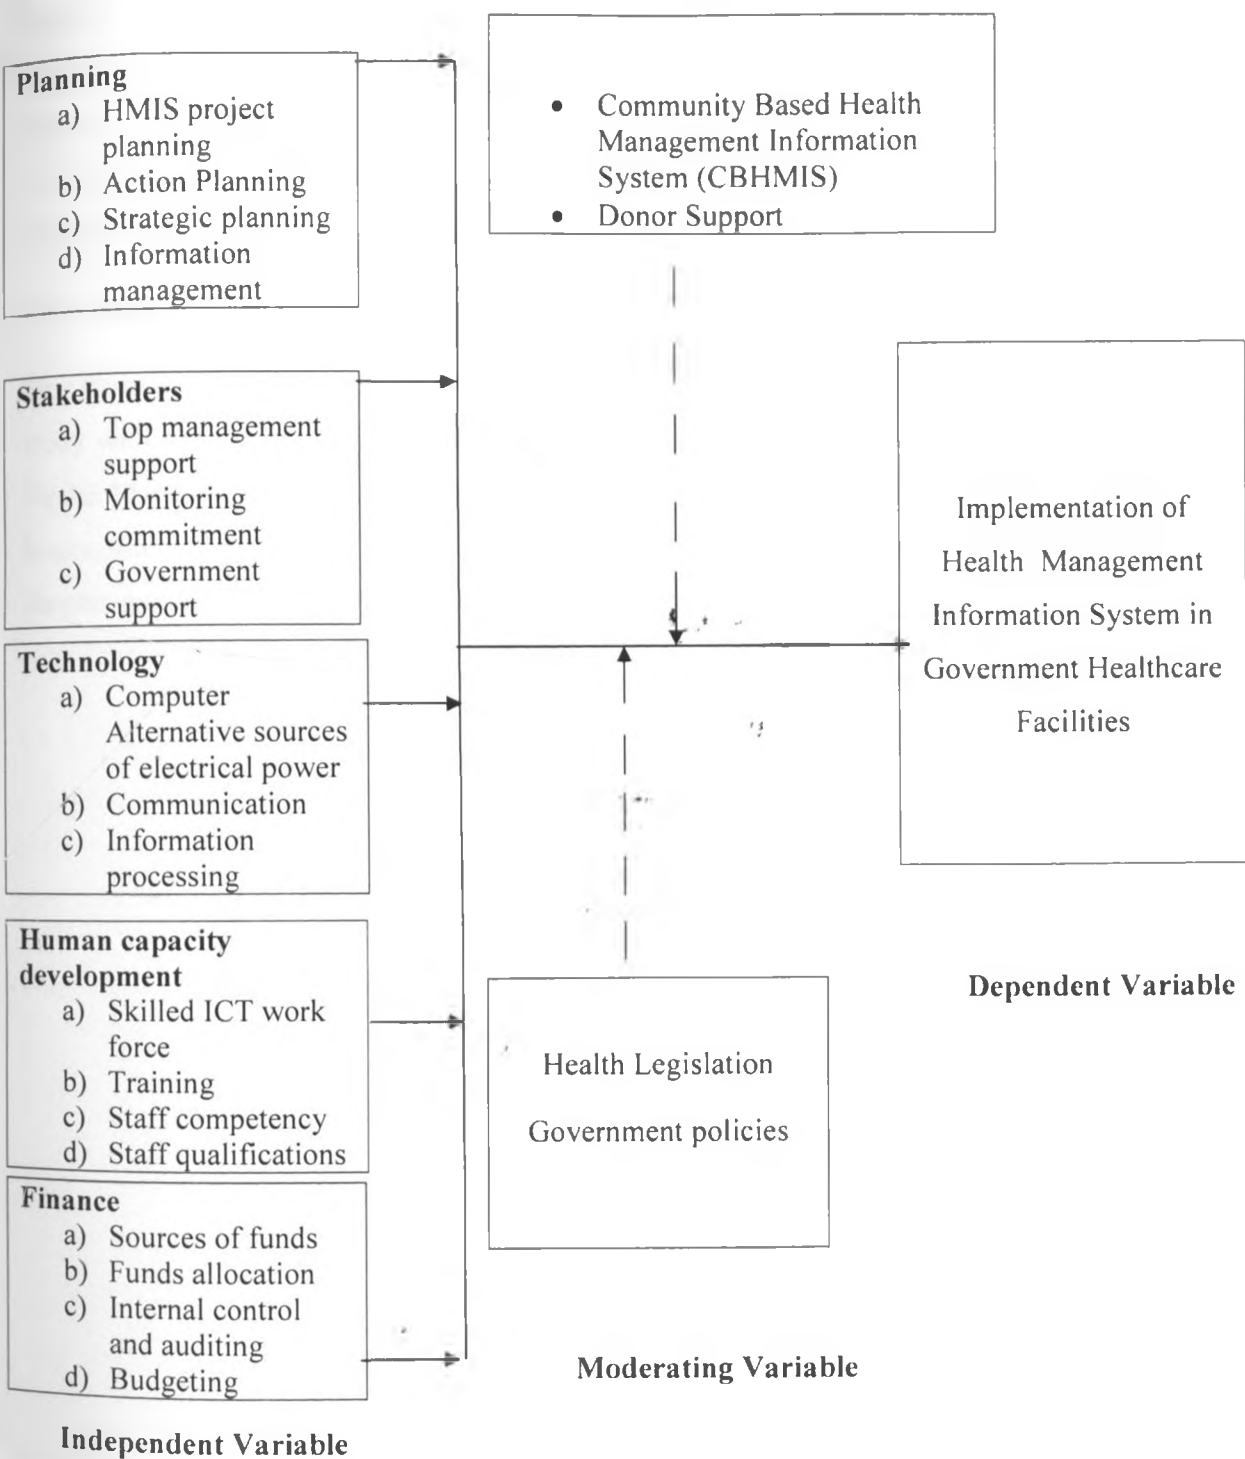 Planning
a) HMIS project
planning
b) Action Planning
c) Strategic planning
d) Information
management
Stakeholders
a) Top management
support
b) Monitoring
commitment
c) Government
support
Technology
a) Computer
Alternative sources
of electrical power
b) Communication
c) Information
processing
Human capacity
development
a) Skilled ICT work
force
b) Training
c) Staff competency
d) Staff qualifications
Finance
a) Sources of funds
b) Funds allocation
c) Internal control
and auditing
d) Budgeting
Independent Variable
• Community Based Health
Management Information
System (CBHMIS)
• Donor Support
Health Legislation
Government policies
Moderating Variable
Implementation of
Health Management
Information System in
Government Healthcare
Facilities
Dependent Variable